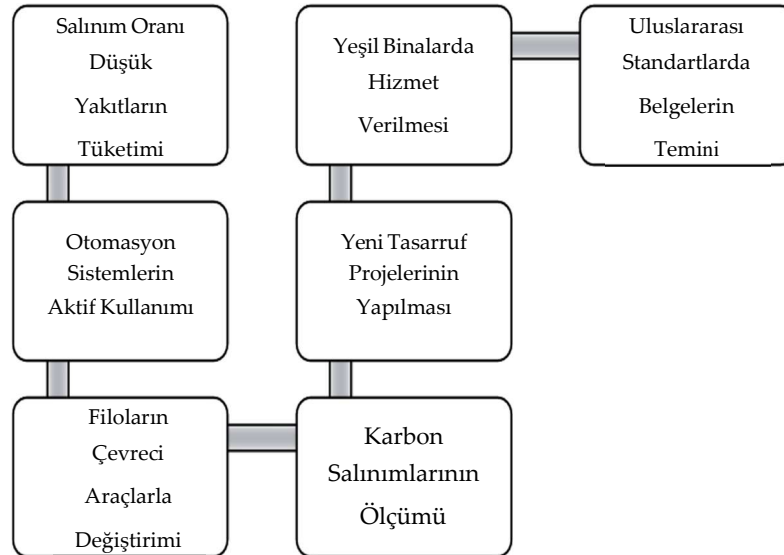 Salınım Oranı
Düşük
Yakıtların
Tüketimi
Otomasyon
Sistemlerin
Aktif Kullanımı
Filoların
Çevreci
Araçlarla
Değiştirimi
Karbon
Salınımlarının
Ölçümü
Yeni Tasarruf
Projelerinin
Yapılması
Yeşil Binalarda
Hizmet
Verilmesi
Uluslararası
Standartlarda
Belgelerin
Temini